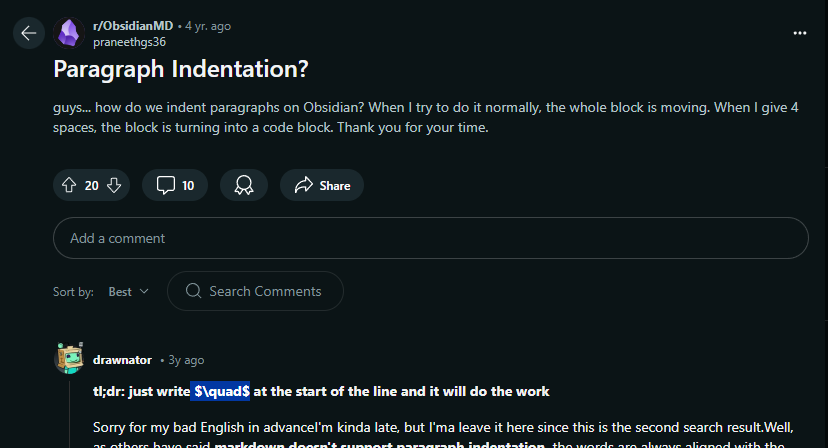 r/ObsidianMD • 4 yr. ago
praneethgs36
Paragraph Indentation?
guys... how do we indent paragraphs on Obsidian? When I try to do it normally, the whole block is moving. When I give 4
spaces, the block is turning into a code block. Thank you for your time.
20
10
Share
Add a comment
Sort by:
Best
Search Comments
drawnator • 3y ago
tl;dr: just write $\quad$ at the start of the line and it will do the work
Sorry for my bad English in advanceI'm kinda late, but I'ma leave it here since this is the second search result.Well,
as others have said markdown doesn't support paragraph indentation, the words are always aligned with the